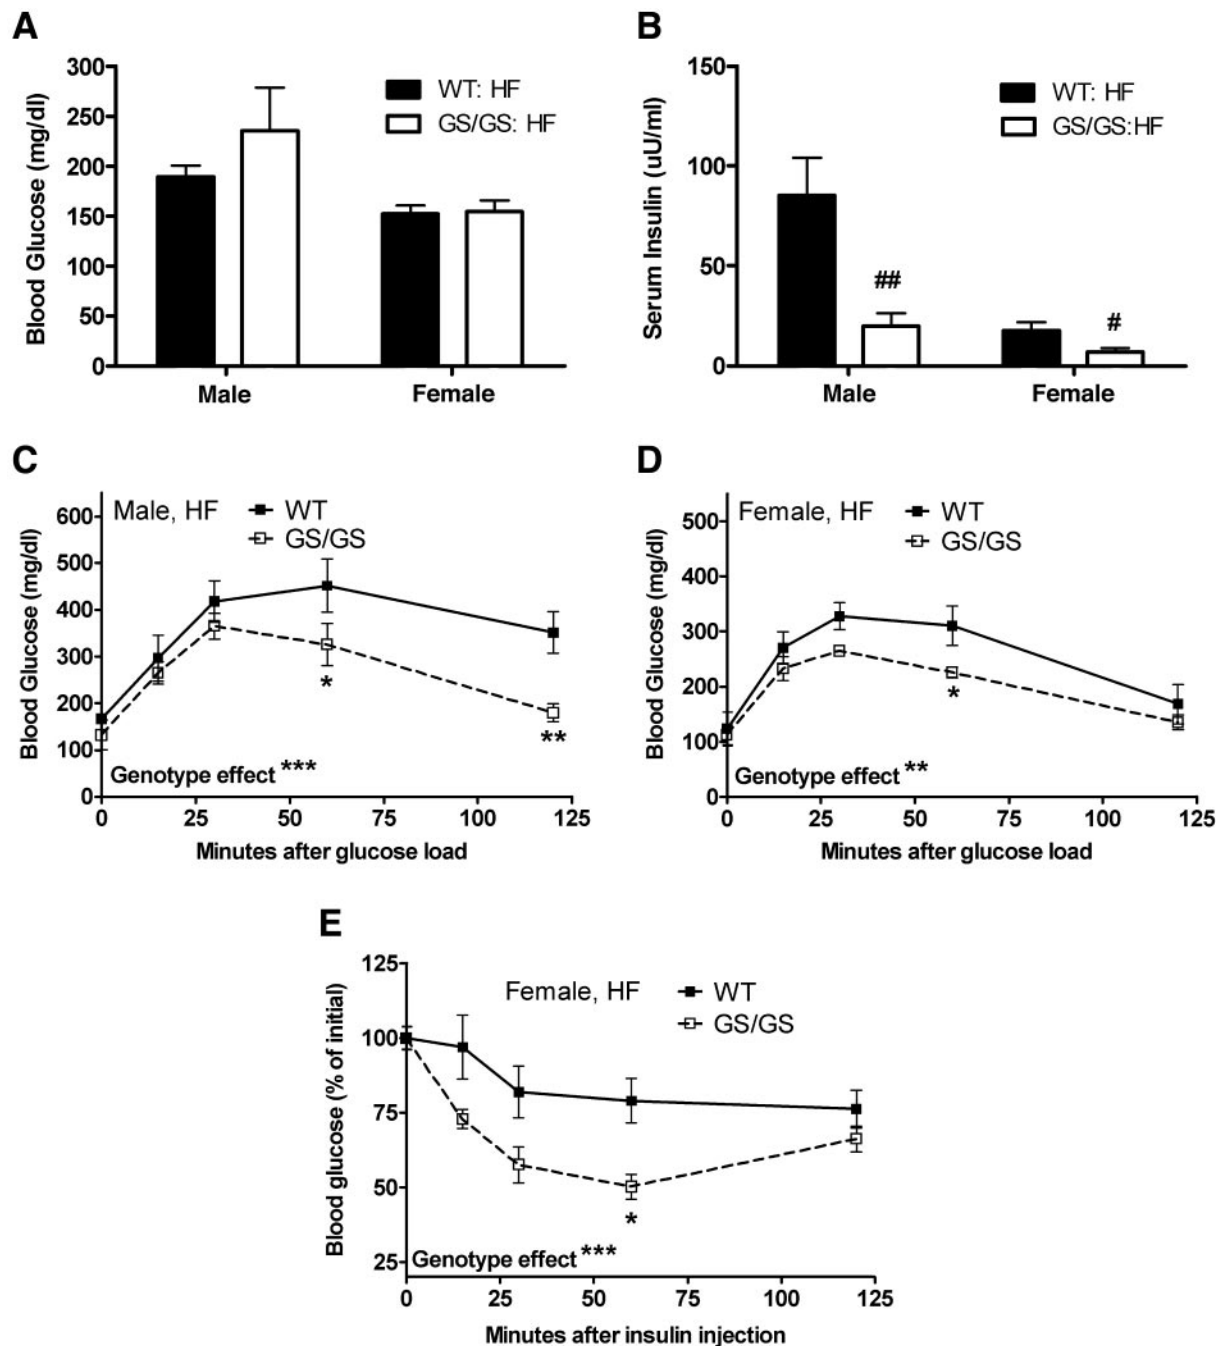 A
Blood Glucose (mg/dl)
300
250
200
150
100
50
0
WT: HF
GS/GS: HF
Male
Female
B
Serum Insulin (uU/ml)
150
100
50
0
WT: HF
GS/GS:HF
##
#
Male
Female
C
Blood Glucose (mg/dl)
600
500
400
300
200
100
0
Male, HF
WT
GS/GS
*
**
Genotype effect ***
0 25 50 75 100 125
Minutes after glucose load
D
Blood Glucose (mg/dl)
500
400
300
200
100
0
Female, HF
WT
GS/GS
*
Genotype effect **
0 25 50 75 100 125
Minutes after glucose load
E
Blood glucose (% of initial)
125
100
75
50
25
Female, HF
WT
GS/GS
*
Genotype effect ***
0 25 50 75 100 125
Minutes after insulin injection